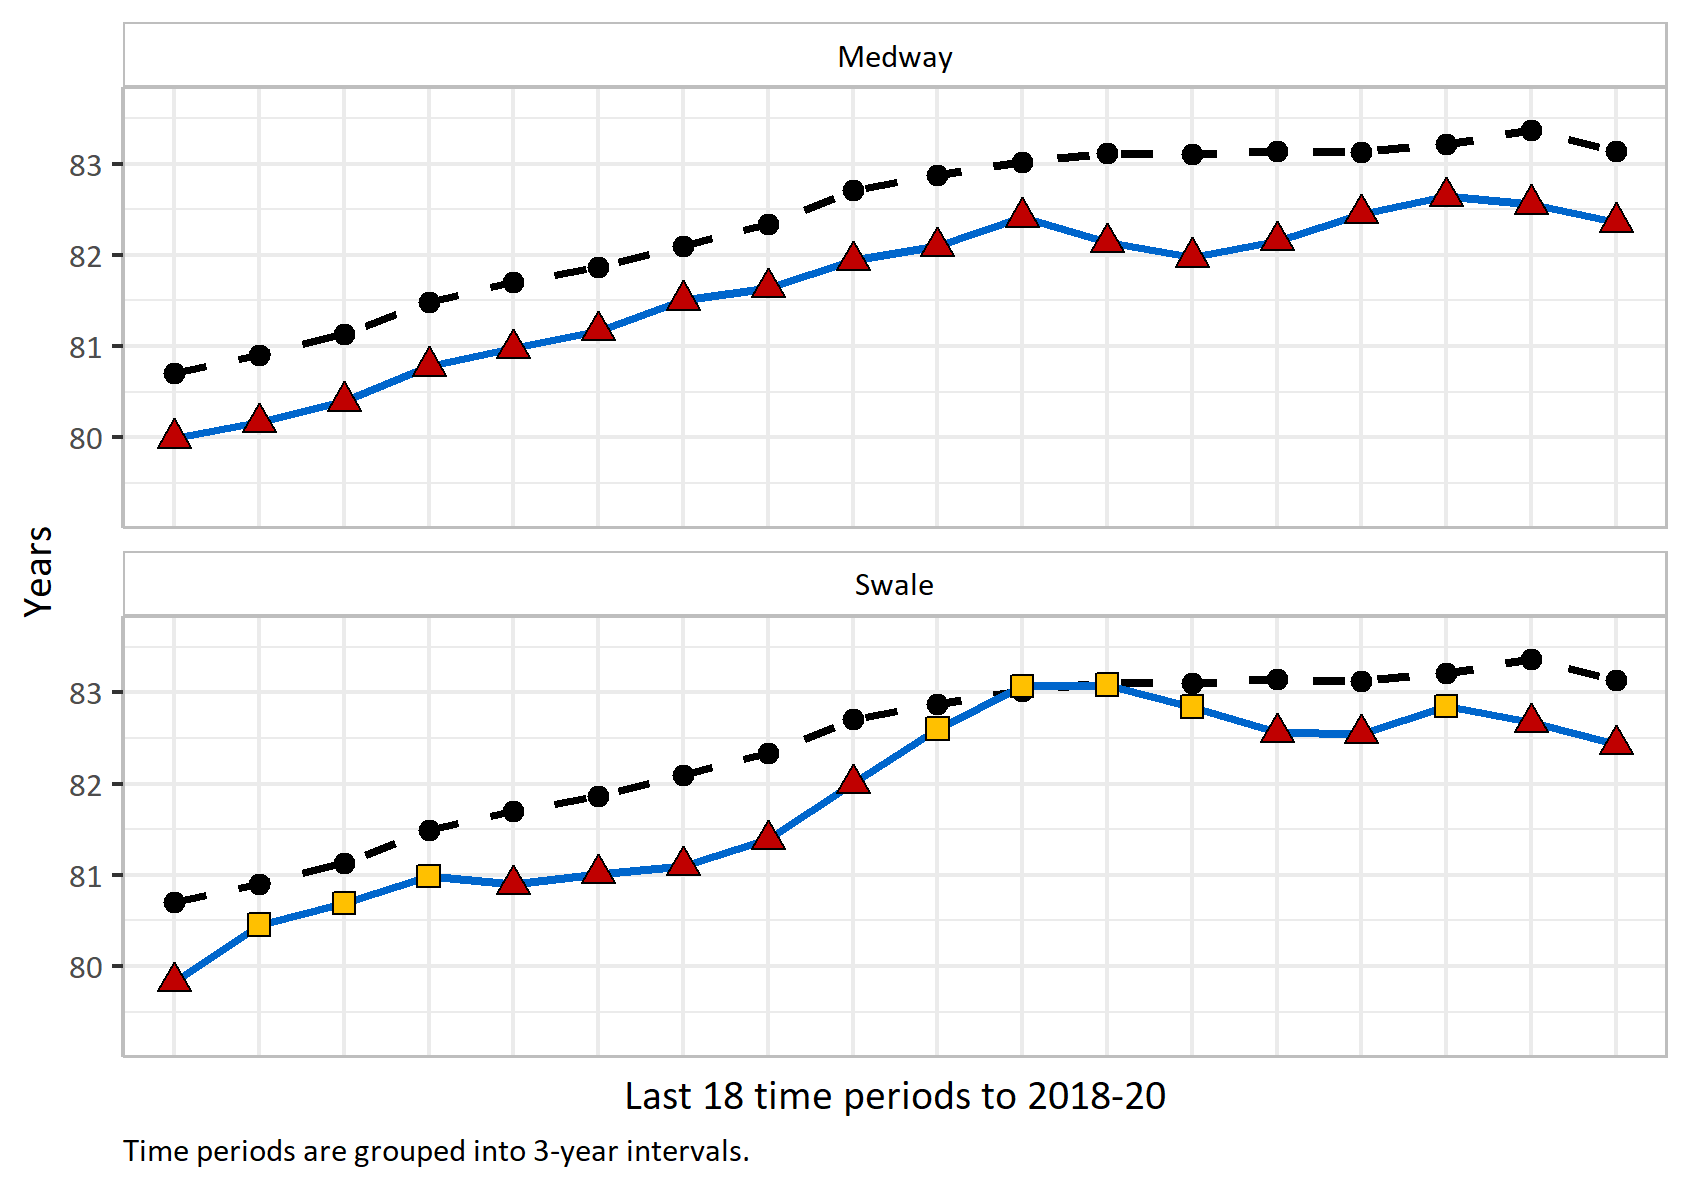 Medway
83
82
81
80
Years
Swale
83
82
81
80
Last 18 time periods to 2018-20
Time periods are grouped into 3-year intervals.